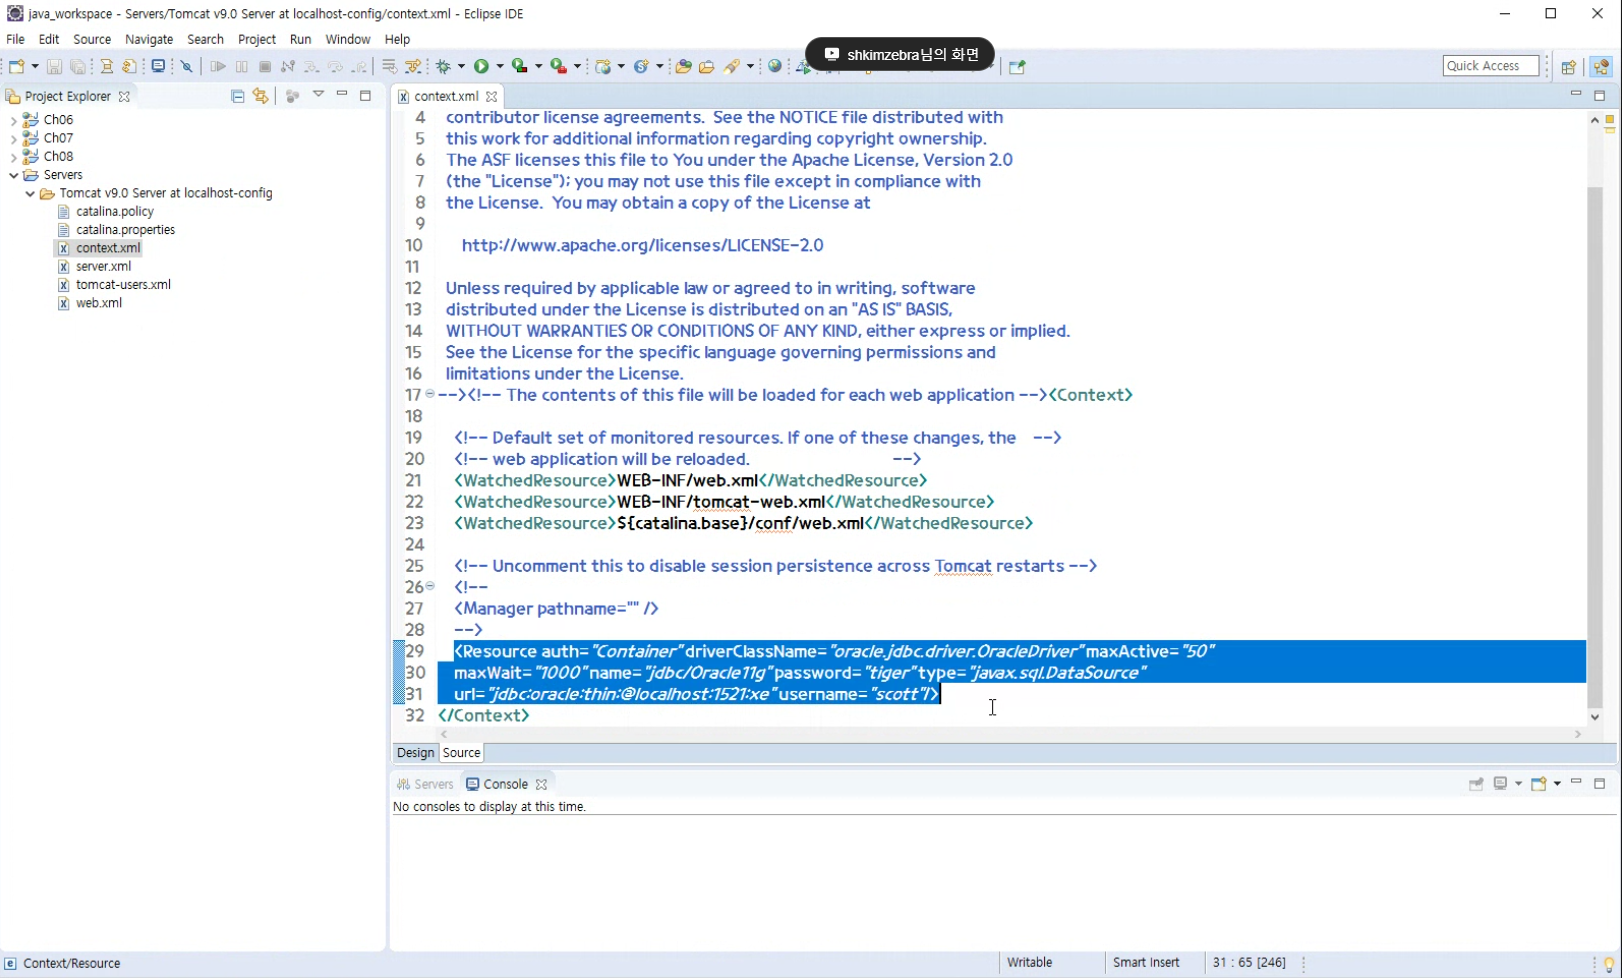 java_workspace - Servers/Tomcat v9.0 Server at localhost-config/context.xml - Eclipse IDE
File Edit Source Navigate Search Project Run Window Help
shkimzebra님의 화면
Quick Access
Project Explorer
context.xml
Ch06
Ch07
Ch08
Servers
Tomcat v9.0 Server at localhost-config
catalina.policy
catalina.properties
context.xml
server.xml
tomcat-users.xml
web.xml
4 contributor license agreements. See the NOTICE file distributed with
5 this work for additional information regarding copyright ownership.
6 The ASF licenses this file to You under the Apache License, Version 2.0
7 (the "License"); you may not use this file except in compliance with
8 the License. You may obtain a copy of the License at
9
10 http://www.apache.org/licenses/LICENSE-2.0
11
12 Unless required by applicable law or agreed to in writing, software
13 distributed under the License is distributed on an "AS IS" BASIS,
14 WITHOUT WARRANTIES OR CONDITIONS OF ANY KIND, either express or implied.
15 See the License for the specific language governing permissions and
16 limitations under the License.
17 --><!-- The contents of this file will be loaded for each web application --><Context>
18
19 <!-- Default set of monitored resources. If one of these changes, the -->
20 <!-- web application will be reloaded. -->
21 <WatchedResource>WEB-INF/web.xml</WatchedResource>
22 <WatchedResource>WEB-INF/tomcat-web.xml</WatchedResource>
23 <WatchedResource>${catalina.base}/conf/web.xml</WatchedResource>
24
25 <!-- Uncomment this to disable session persistence across Tomcat restarts -->
26 <!--
27 <Manager pathname="" />
28 -->
29 <Resource auth="Container" driverClassName="oracle.jdbc.driver.OracleDriver" maxActive="50"
30 maxWait="1000" name="jdbc/Oracle11g" password="tiger" type="javax.sql.DataSource"
31 url="jdbc:oracle:thin:@localhost:1521:xe" username="scott"/>
32 </Context>
Design Source
Servers Console
No consoles to display at this time.
Context/Resource
Writable
Smart Insert
31 : 65 [246]